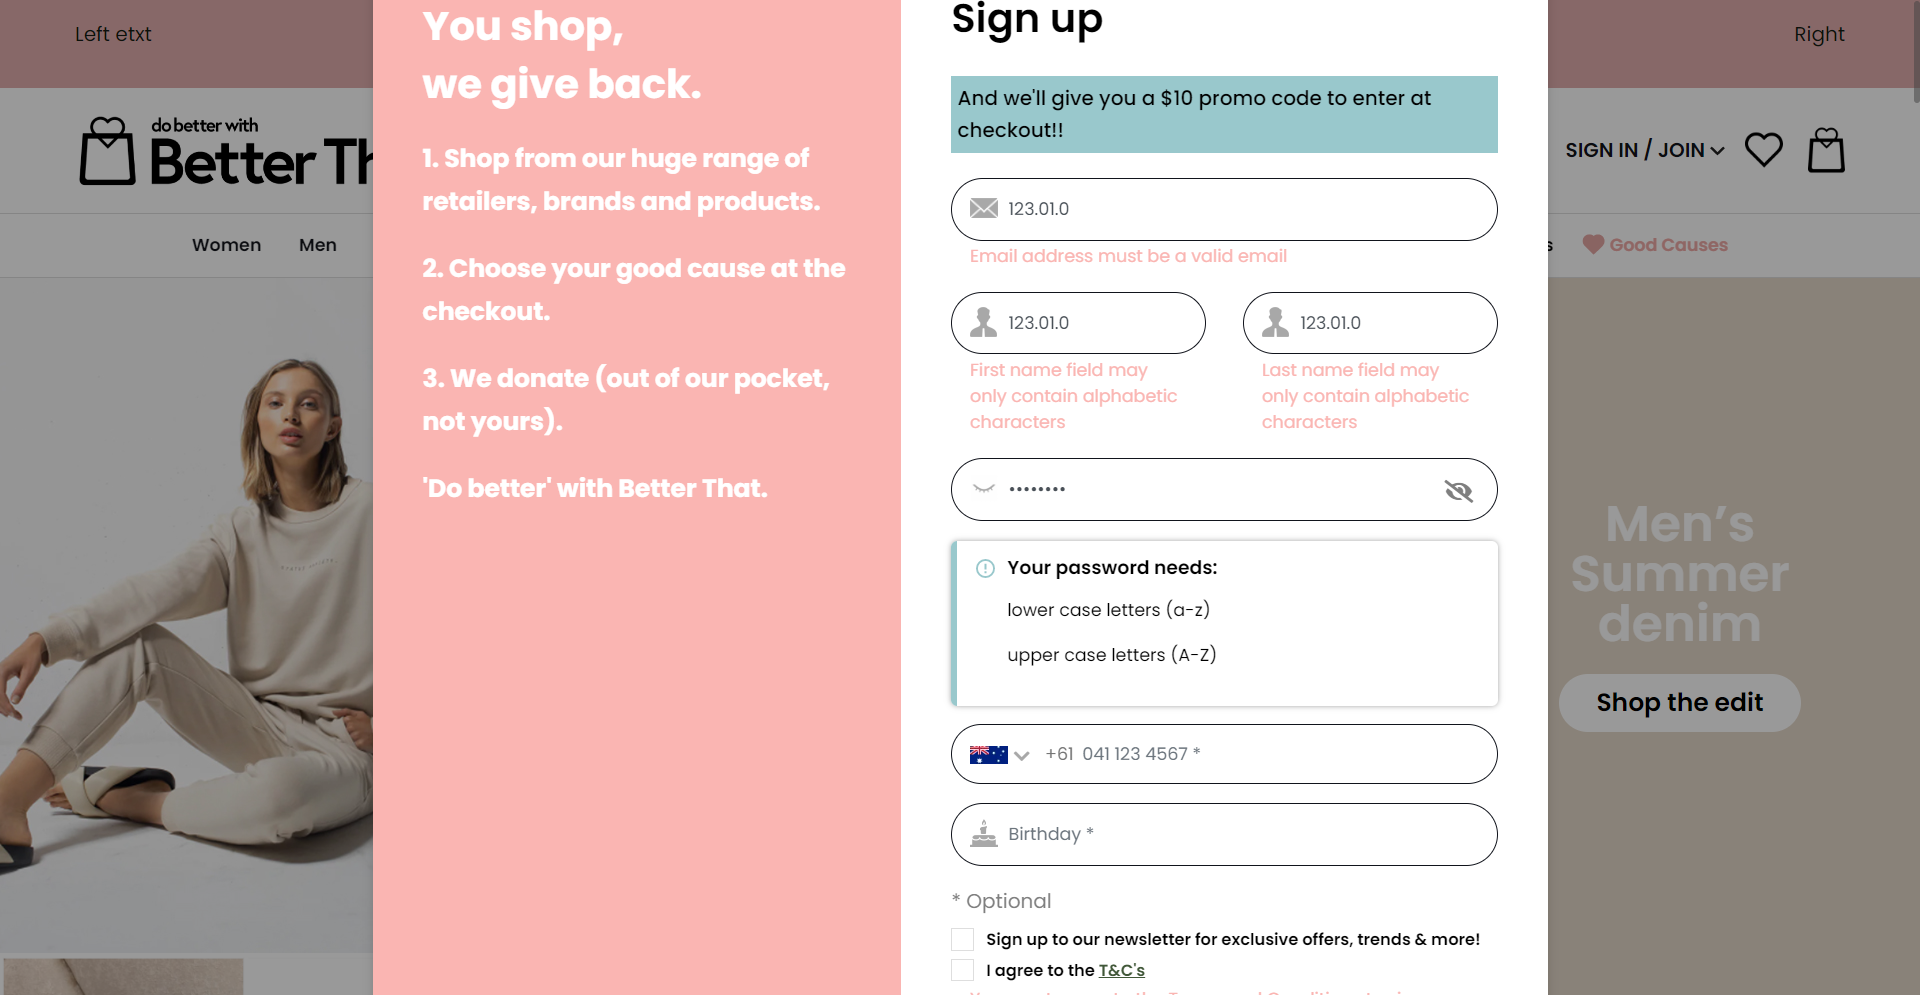 Left etxt
Right
do better with
Better Th
SIGN IN / JOIN
Women
Men
s
Good Causes
You shop,
we give back.
1. Shop from our huge range of
retailers, brands and products.
2. Choose your good cause at the
checkout.
3. We donate (out of our pocket,
not yours).
'Do better' with Better That.
Sign up
And we'll give you a $10 promo code to enter at
checkout!!
123.01.0
Email address must be a valid email
123.01.0
First name field may
only contain alphabetic
characters
123.01.0
Last name field may
only contain alphabetic
characters
••••••••
Your password needs:
lower case letters (a-z)
upper case letters (A-Z)
+61 041 123 4567 *
Birthday *
* Optional
Sign up to our newsletter for exclusive offers, trends & more!
I agree to the T&C's
Men's
Summer
denim
Shop the edit